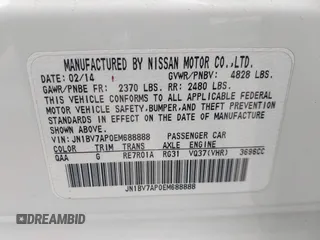 MANUFACTURED BY NISSAN MOTOR CO.,LTD.
DATE: 02/14 GVWR/PNBV: 4828 LBS.
GAWR/PNBE FR: 2370 LBS. RR: 2480 LBS.
THIS VEHICLE CONFORMS TO ALL APPLICABLE FEDERAL
MOTOR VEHICLE SAFETY,BUMPER,AND THEFT PREVENTION
STANDARDS IN EFFECT ON THE DATE OF MANUFACTURE
SHOWN ABOVE.
VIN:JN1BV7AP0EM688888 PASSENGER CAR
COLOR TRIM TRANS AXLE ENGINE
QAA G RE7R01A RG31 VQ37(VHR) 3696CC
JN1BV7AP0EM688888